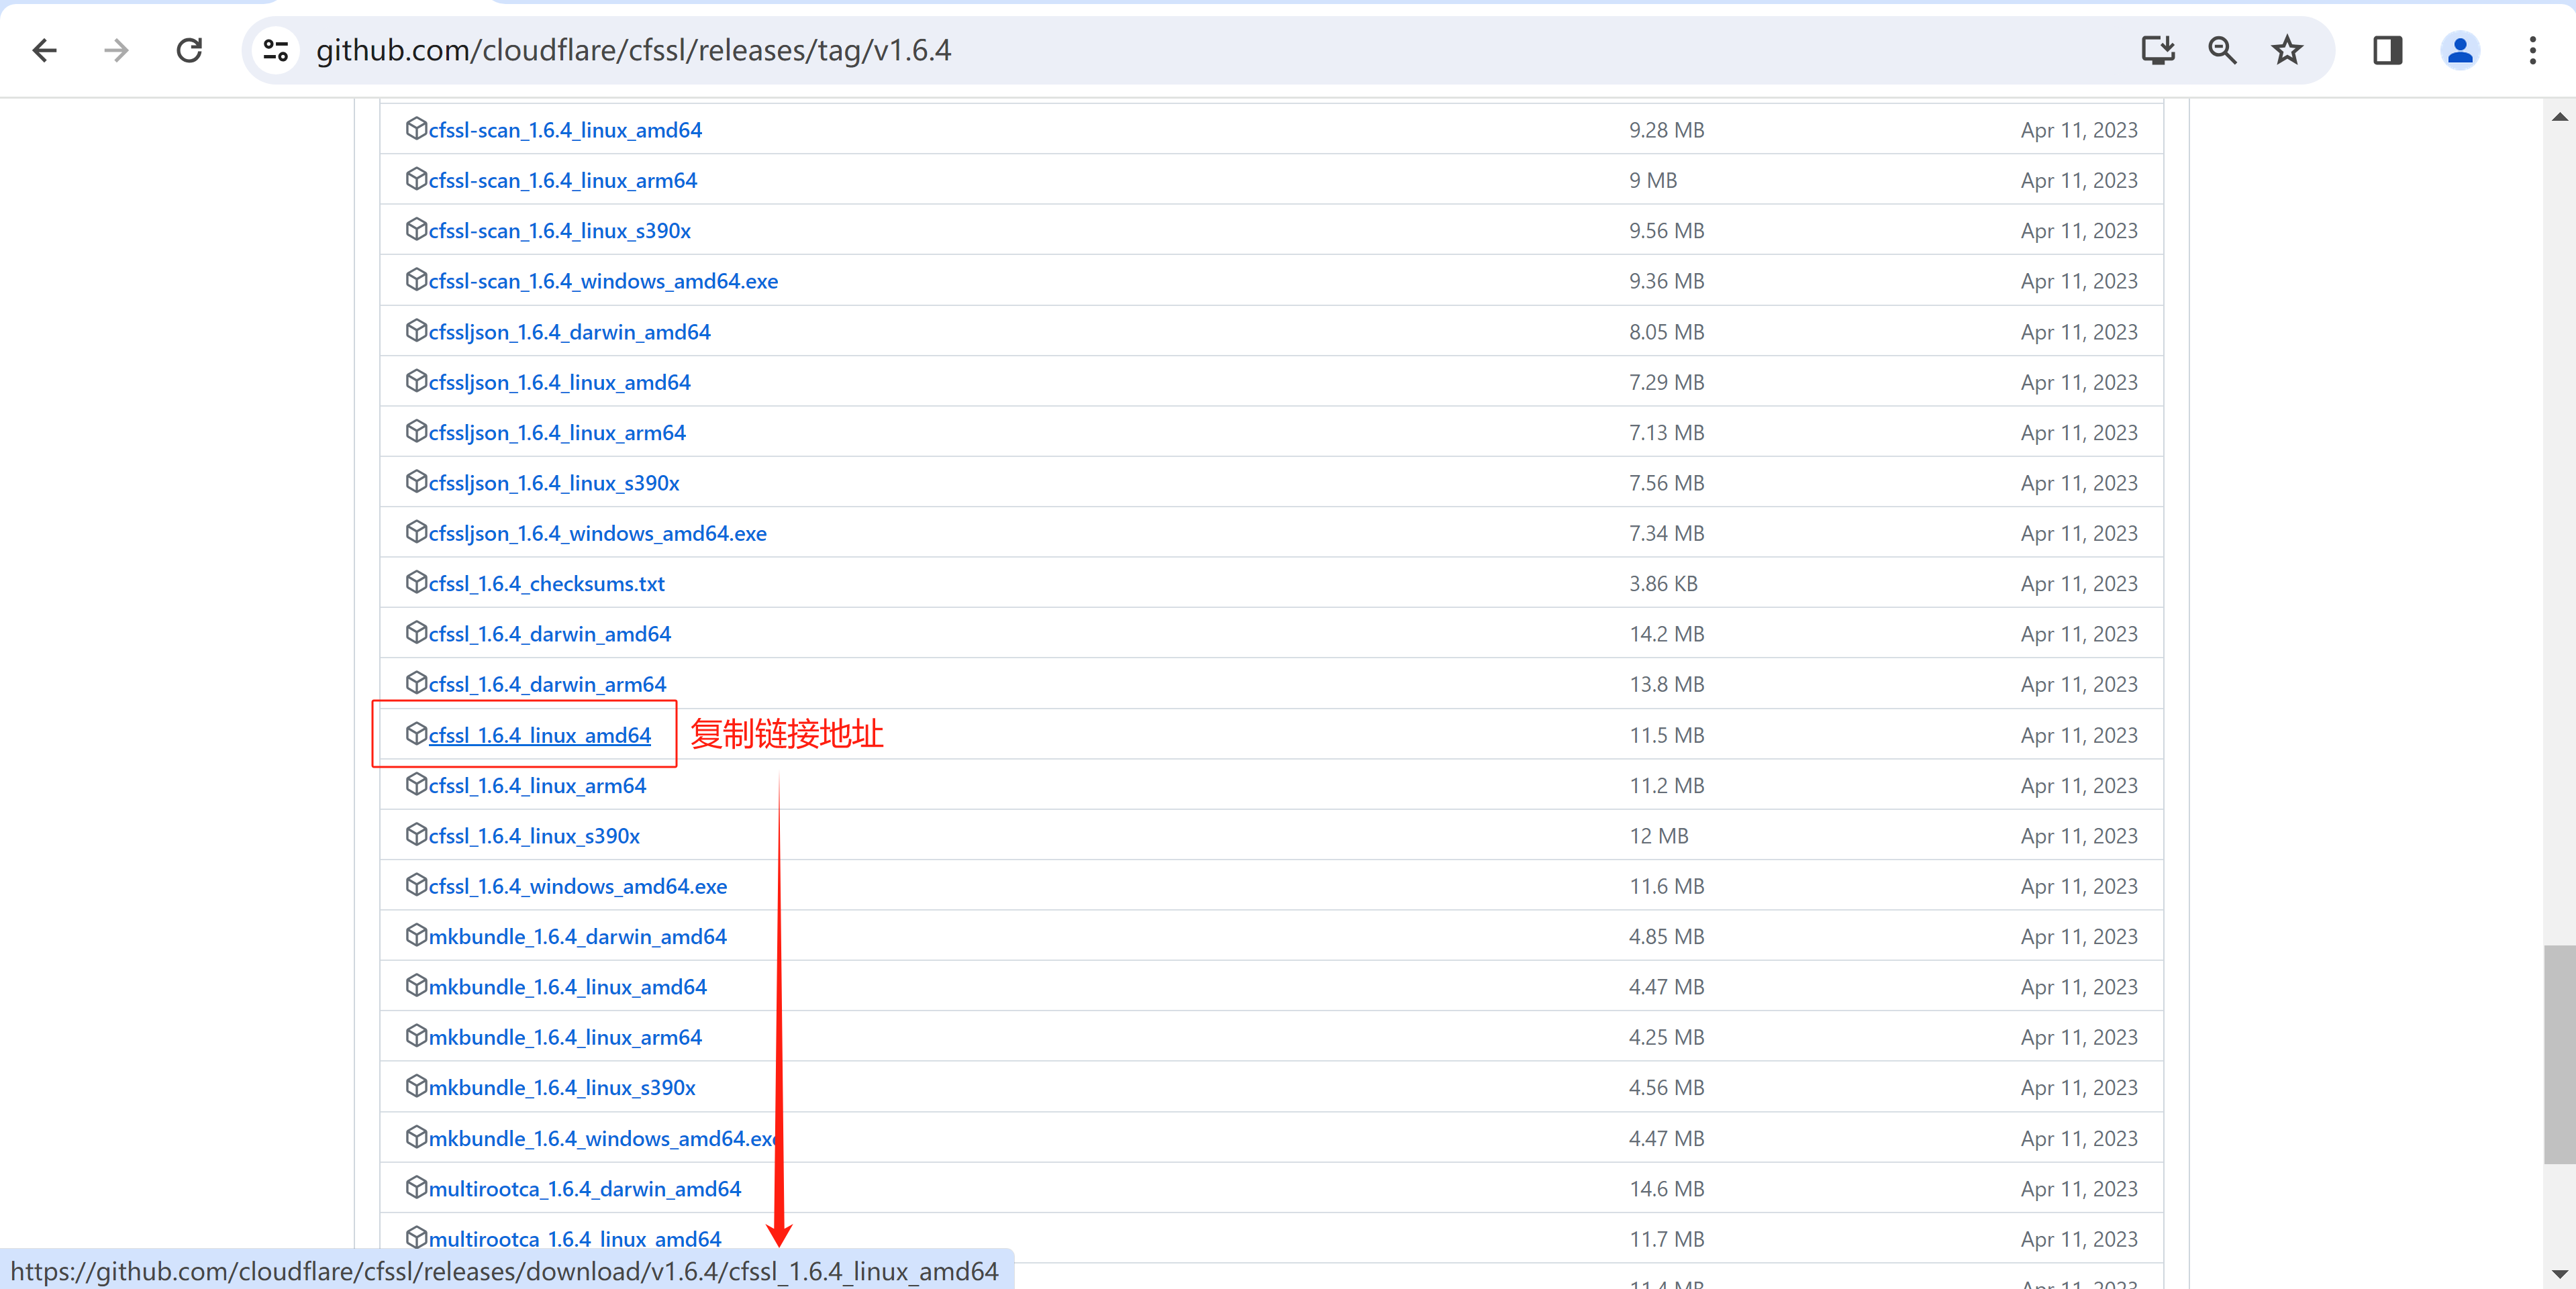 github.com/cloudflare/cfssl/releases/tag/v1.6.4
cfssl-scan_1.6.4_linux_amd64 9.28 MB Apr 11, 2023
cfssl-scan_1.6.4_linux_arm64 9 MB Apr 11, 2023
cfssl-scan_1.6.4_linux_s390x 9.56 MB Apr 11, 2023
cfssl-scan_1.6.4_windows_amd64.exe 9.36 MB Apr 11, 2023
cfssljson_1.6.4_darwin_amd64 8.05 MB Apr 11, 2023
cfssljson_1.6.4_linux_amd64 7.29 MB Apr 11, 2023
cfssljson_1.6.4_linux_arm64 7.13 MB Apr 11, 2023
cfssljson_1.6.4_linux_s390x 7.56 MB Apr 11, 2023
cfssljson_1.6.4_windows_amd64.exe 7.34 MB Apr 11, 2023
cfssl_1.6.4_checksums.txt 3.86 KB Apr 11, 2023
cfssl_1.6.4_darwin_amd64 14.2 MB Apr 11, 2023
cfssl_1.6.4_darwin_arm64 13.8 MB Apr 11, 2023
cfssl_1.6.4_linux_amd64 复制链接地址 11.5 MB Apr 11, 2023
cfssl_1.6.4_linux_arm64 11.2 MB Apr 11, 2023
cfssl_1.6.4_linux_s390x 12 MB Apr 11, 2023
cfssl_1.6.4_windows_amd64.exe 11.6 MB Apr 11, 2023
mkbundle_1.6.4_darwin_amd64 4.85 MB Apr 11, 2023
mkbundle_1.6.4_linux_amd64 4.47 MB Apr 11, 2023
mkbundle_1.6.4_linux_arm64 4.25 MB Apr 11, 2023
mkbundle_1.6.4_linux_s390x 4.56 MB Apr 11, 2023
mkbundle_1.6.4_windows_amd64.exe 4.47 MB Apr 11, 2023
multirootca_1.6.4_darwin_amd64 14.6 MB Apr 11, 2023
multirootca_1.6.4_linux_amd64 11.7 MB Apr 11, 2023
https://github.com/cloudflare/cfssl/releases/download/v1.6.4/cfssl_1.6.4_linux_amd64
11.4 MB Apr 11, 2023